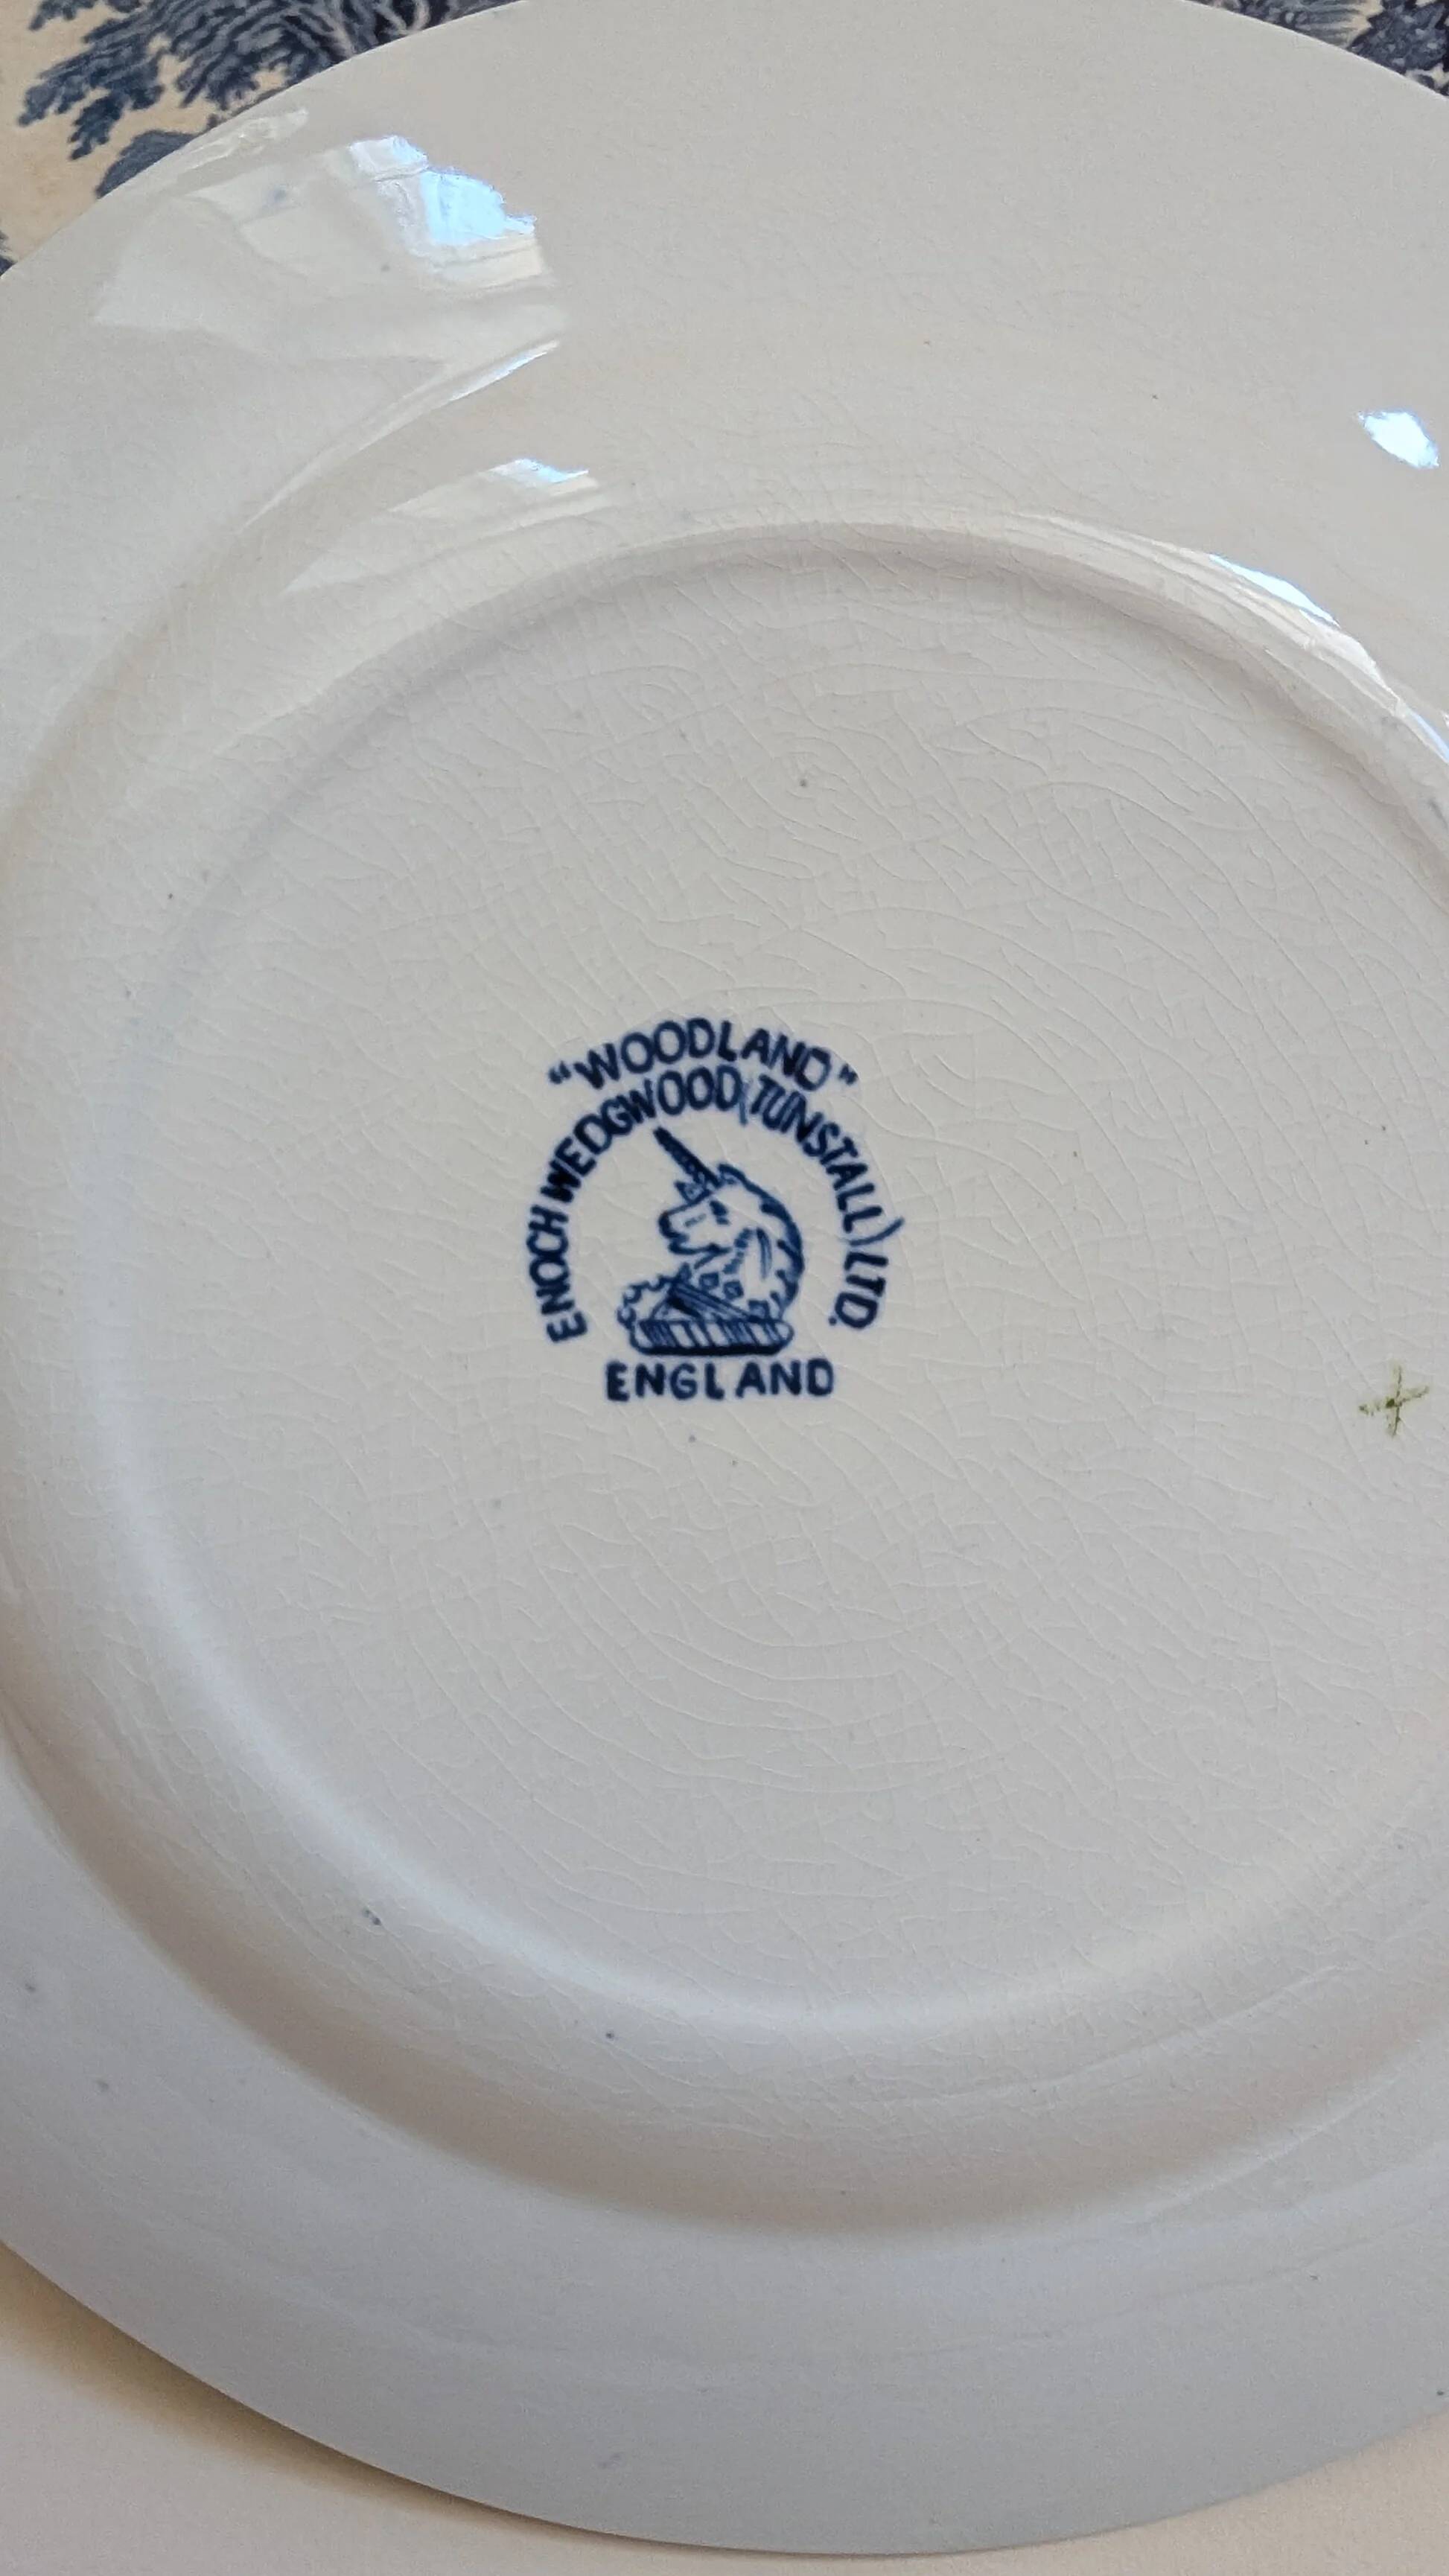 "WOODLAND"
ENOCH WEDGWOOD (TUNSTALL) LTD.
ENGLAND